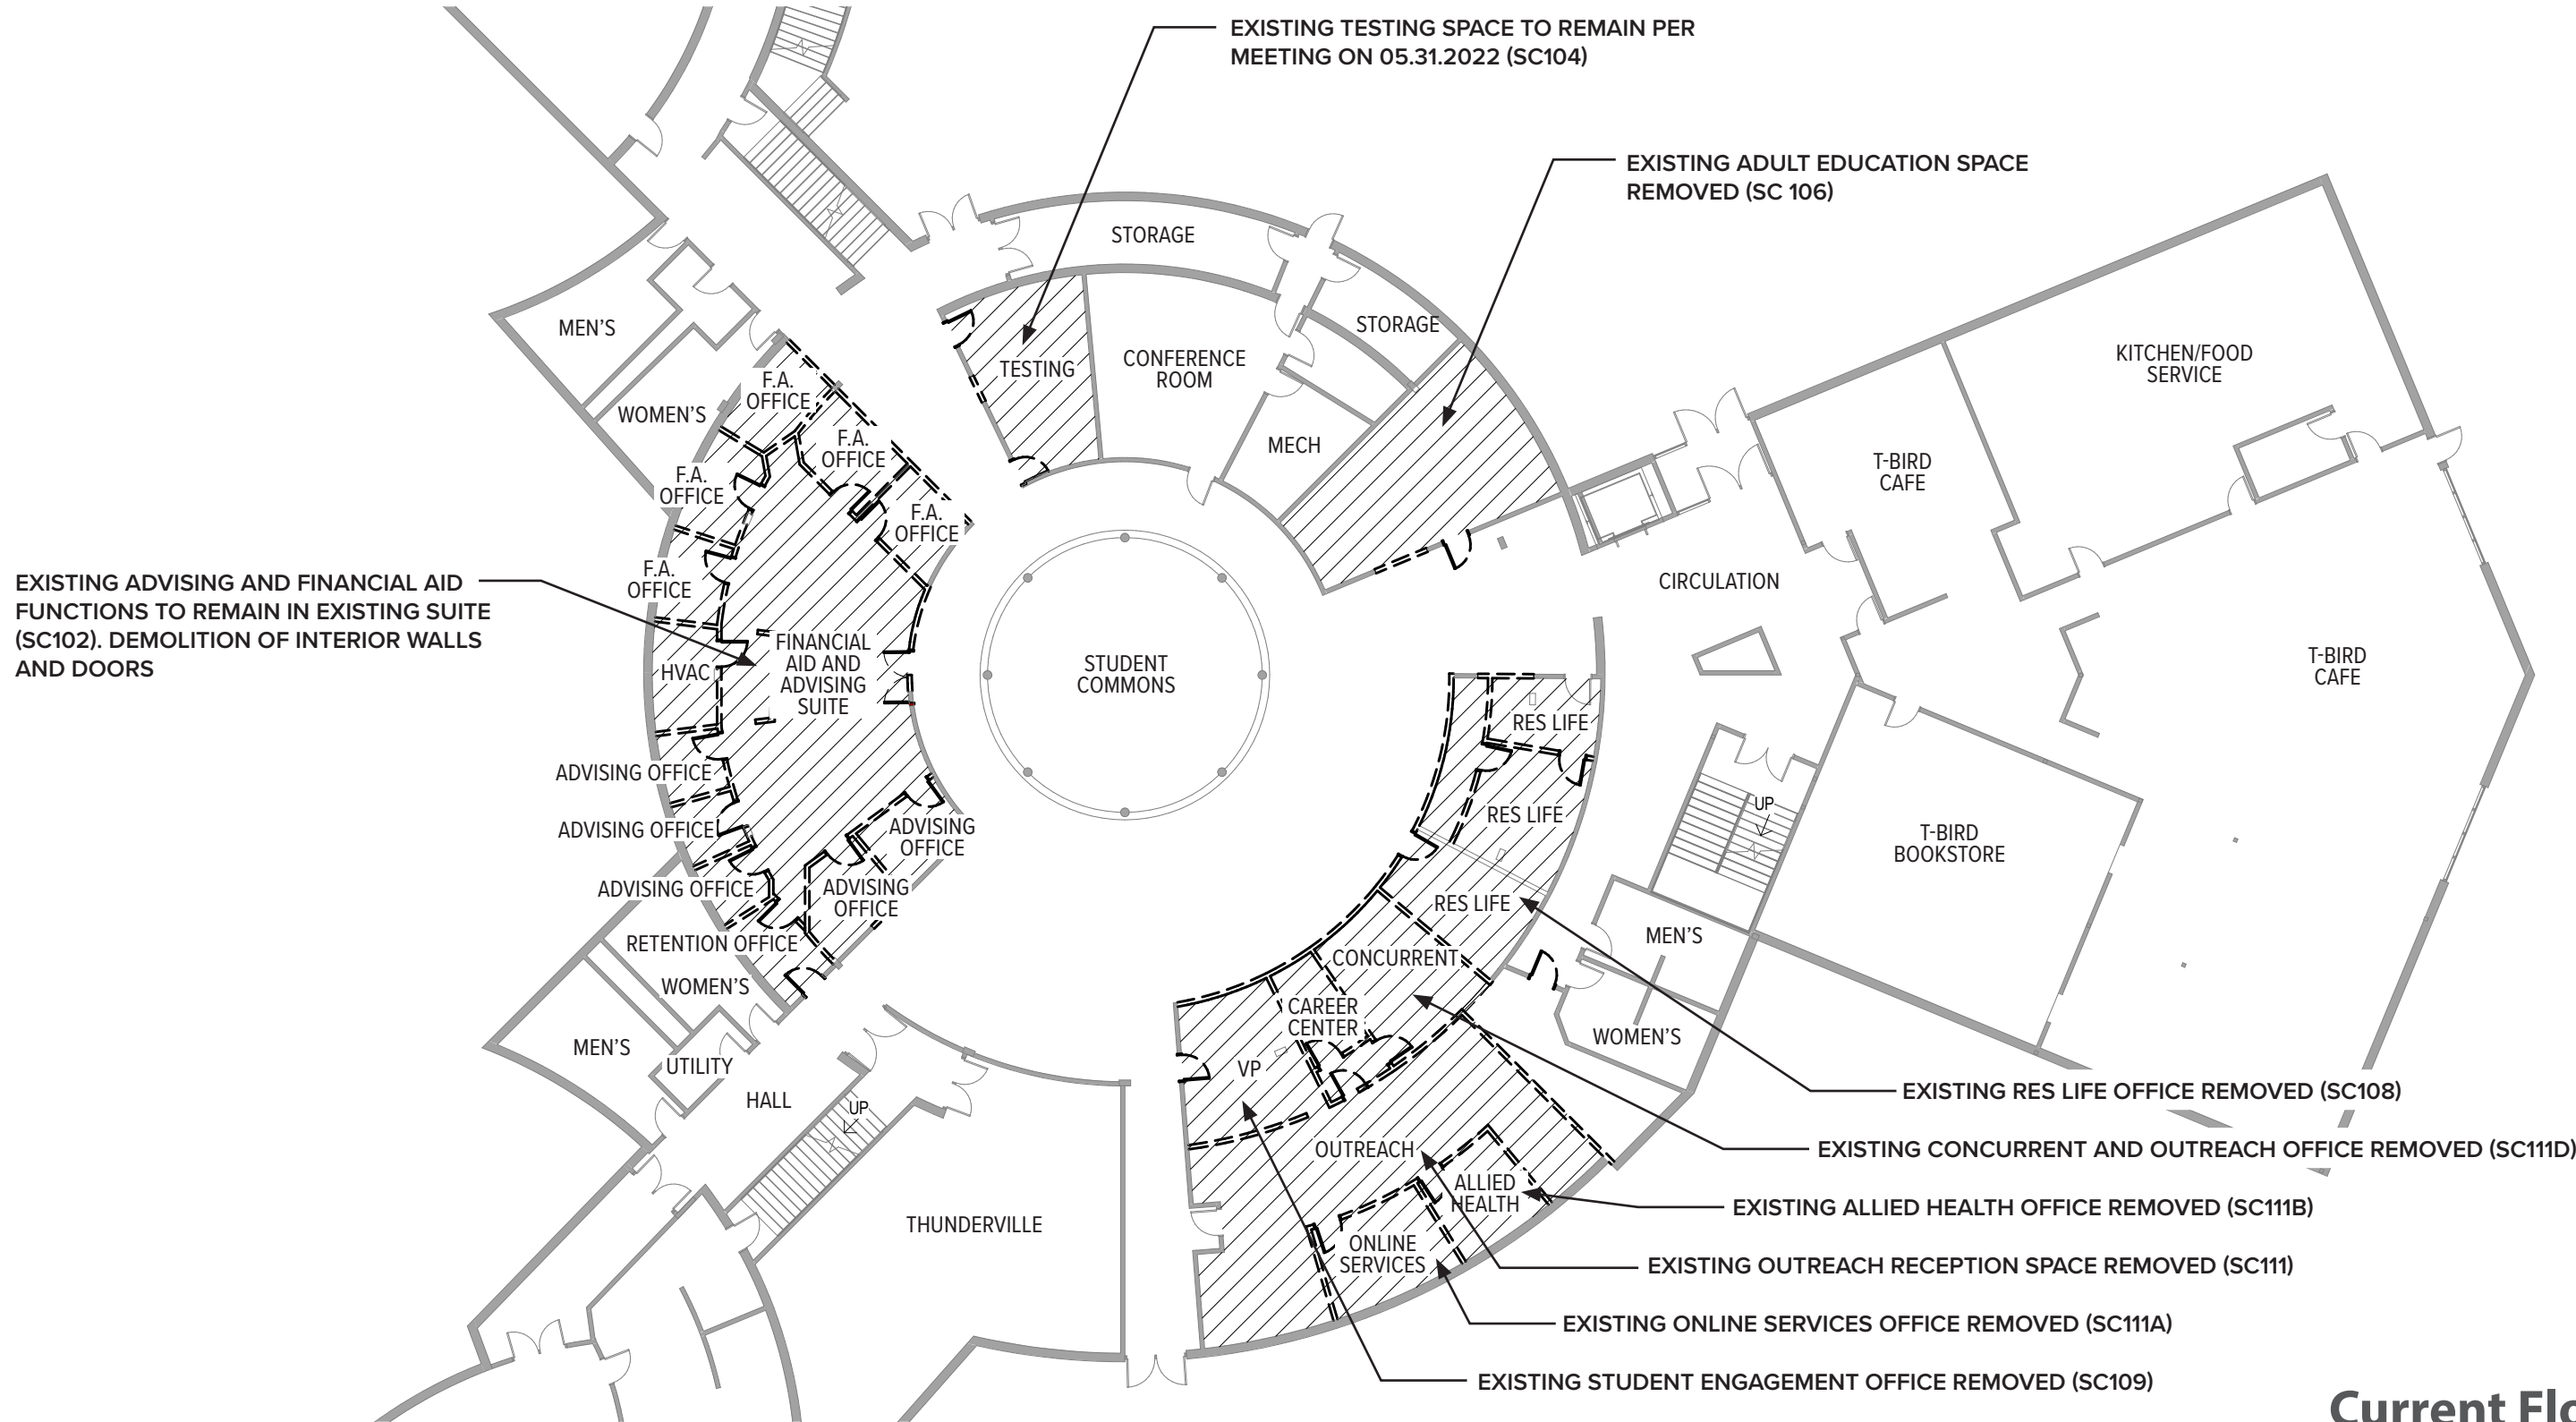 EXISTING TESTING SPACE TO REMAIN PER
MEETING ON 05.31.2022 (SC104)
EXISTING ADULT EDUCATION SPACE
REMOVED (SC 106)
STORAGE
STORAGE
MEN'S
TESTING
CONFERENCE
ROOM
KITCHEN/FOOD
SERVICE
F.A.
OFFICE
WOMEN'S
F.A.
OFFICE
MECH
T-BIRD
CAFE
F.A.
OFFICE
F.A.
OFFICE
F.A.
OFFICE
CIRCULATION
EXISTING ADVISING AND FINANCIAL AID
FUNCTIONS TO REMAIN IN EXISTING SUITE
(SC102). DEMOLITION OF INTERIOR WALLS
AND DOORS
FINANCIAL
AID AND
ADVISING
SUITE
HVAC
STUDENT
COMMONS
T-BIRD
CAFE
RES LIFE
ADVISING OFFICE
ADVISING OFFICE
ADVISING
OFFICE
RES LIFE
UP
T-BIRD
BOOKSTORE
ADVISING OFFICE
ADVISING
OFFICE
RES LIFE
RETENTION OFFICE
MEN'S
CONCURRENT
WOMEN'S
CAREER
CENTER
WOMEN'S
MEN'S
UTILITY
VP
HALL
UP
EXISTING RES LIFE OFFICE REMOVED (SC108)
OUTREACH
EXISTING CONCURRENT AND OUTREACH OFFICE REMOVED (SC111D)
ALLIED
HEALTH
EXISTING ALLIED HEALTH OFFICE REMOVED (SC111B)
THUNDERVILLE
ONLINE
SERVICES
EXISTING OUTREACH RECEPTION SPACE REMOVED (SC111)
EXISTING ONLINE SERVICES OFFICE REMOVED (SC111A)
EXISTING STUDENT ENGAGEMENT OFFICE REMOVED (SC109)
Current Flo